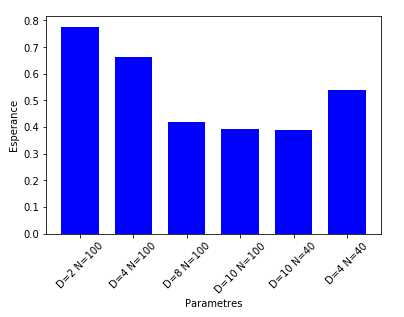 0.8
0.7
0.6
0.5
0.4
0.3
0.2
0.1
0.0
Esperance
D=2 N=100
D=4 N=100
D=8 N=100
D=10 N=100
D=10 N=40
D=4 N=40
Parametres